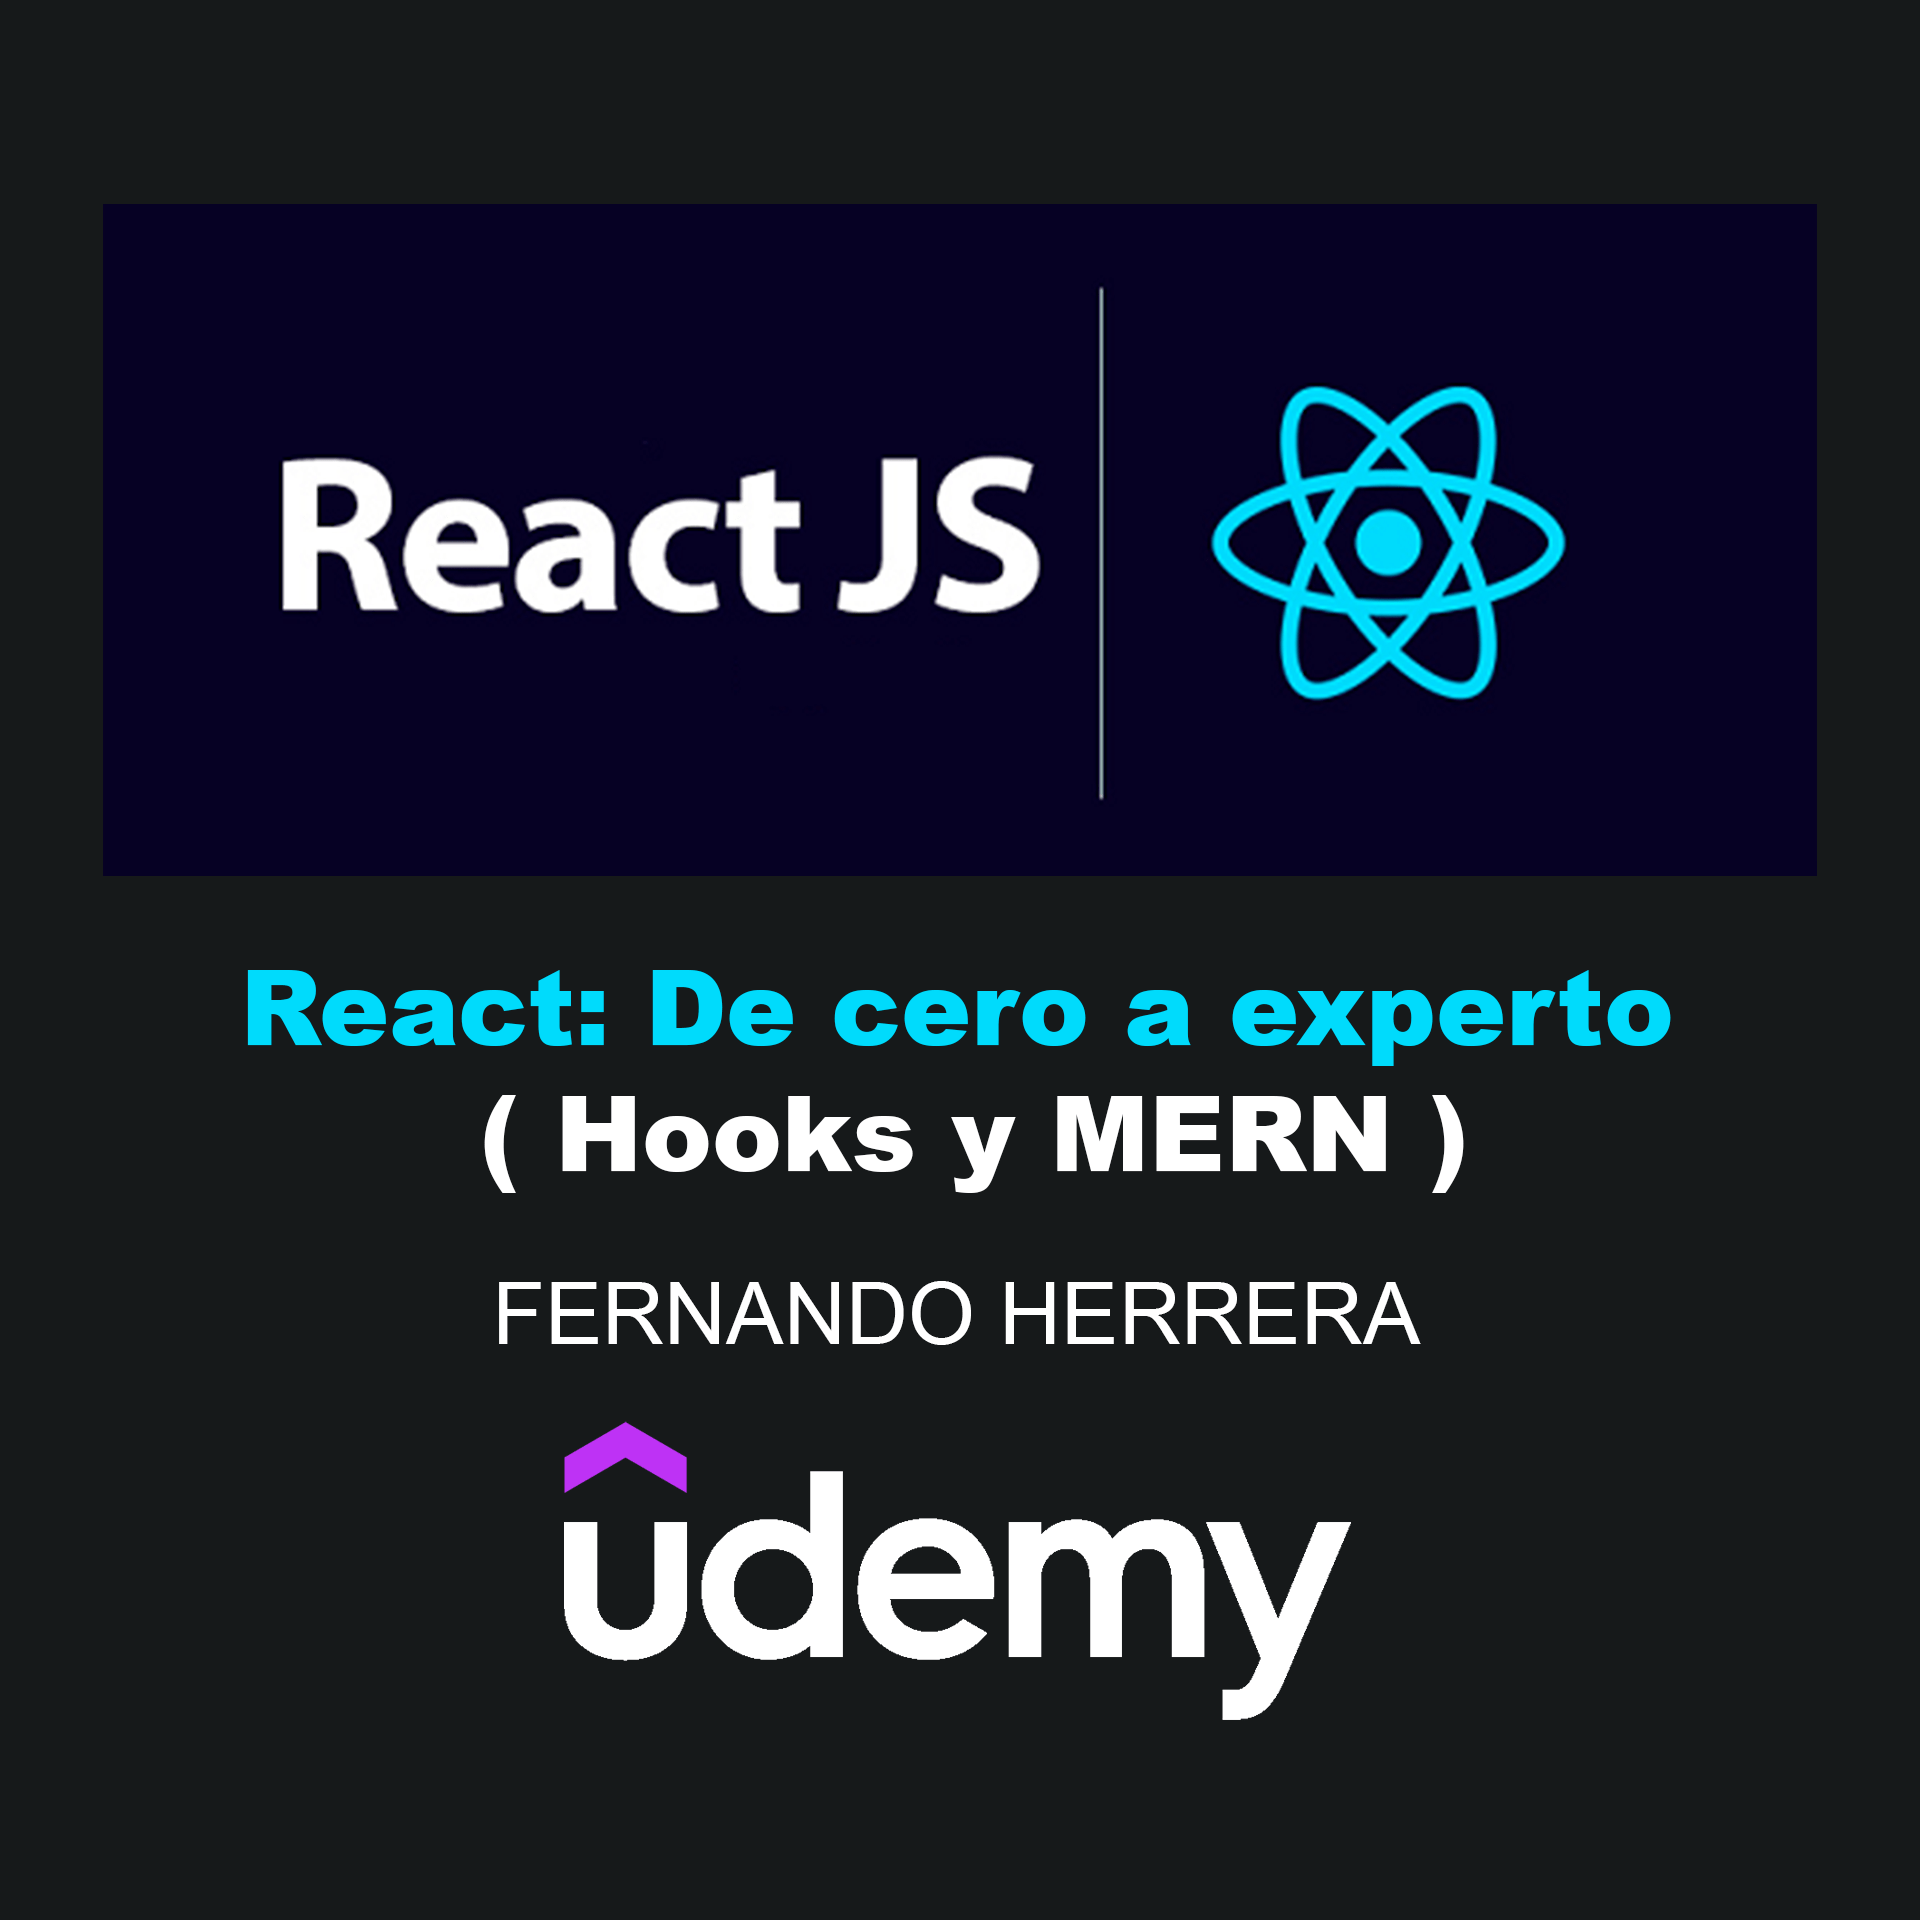 React JS
React: De cero a experto
( Hooks y MERN )
FERNANDO HERRERA
udemy